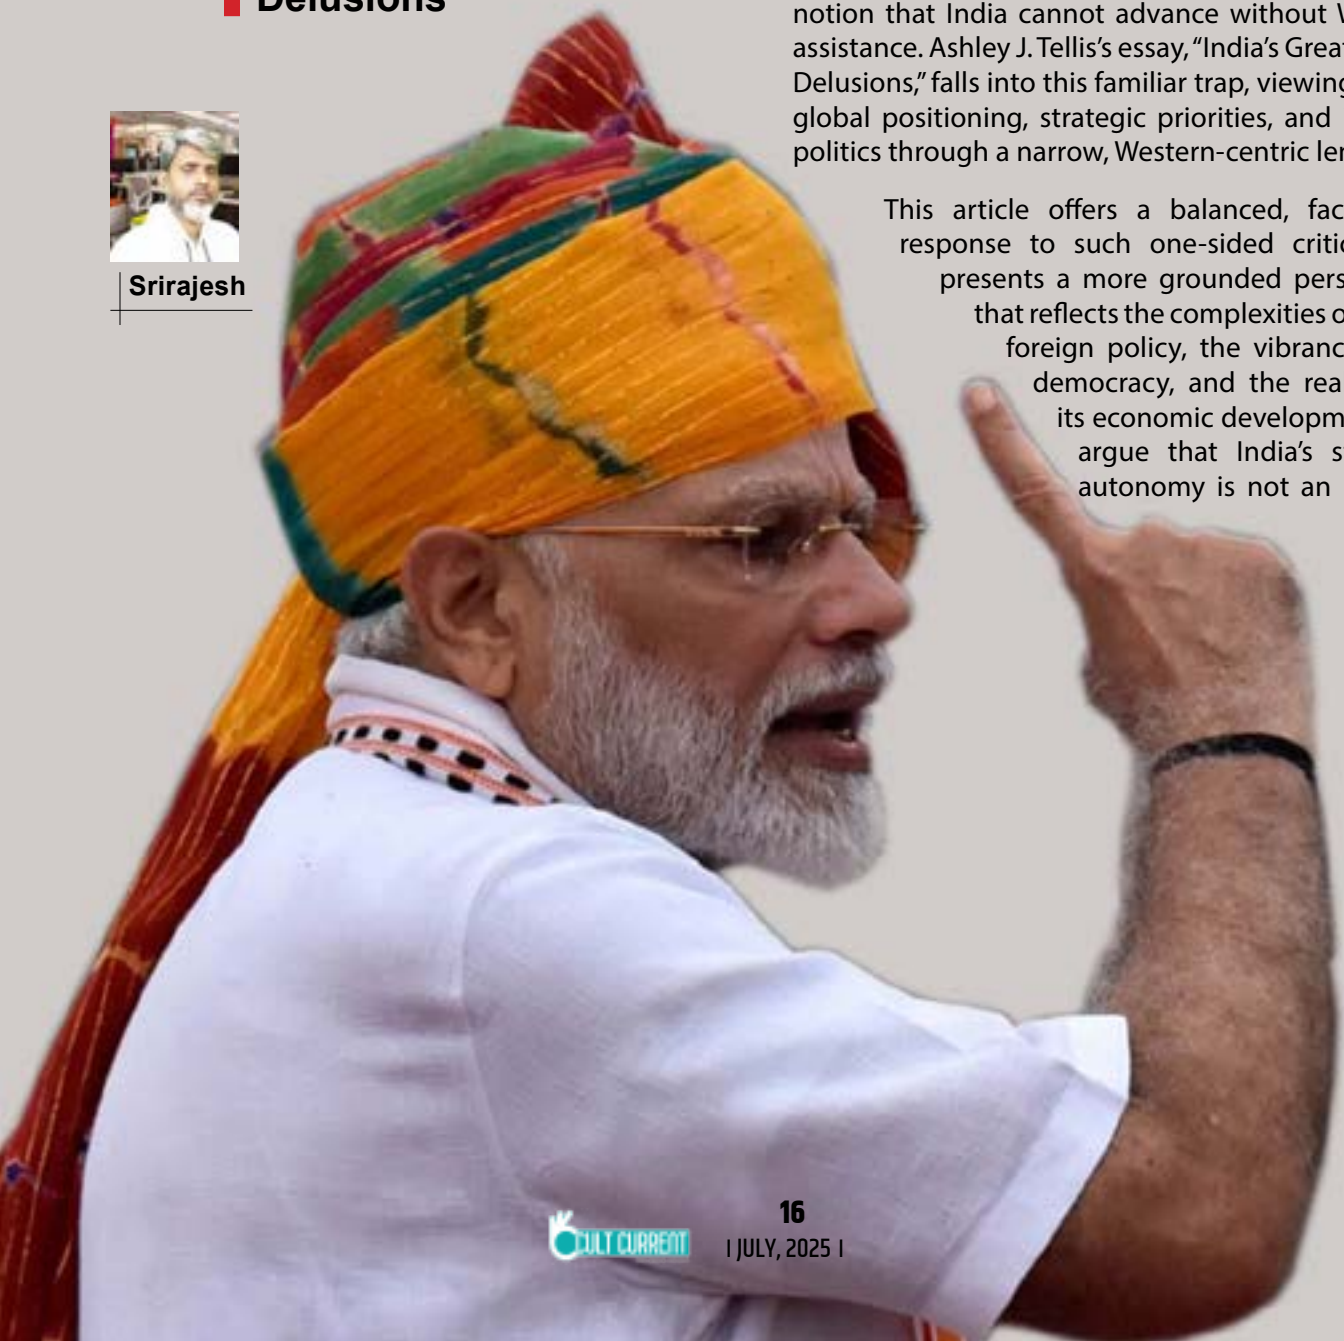 Delusions
Srirajesh
notion that India cannot advance without
assistance. Ashley J. Tellis’s essay, “India’s Grea
Delusions,” falls into this familiar trap, viewing
global positioning, strategic priorities, and
politics through a narrow, Western-centric len
This article offers a balanced, fac
response to such one-sided critic
presents a more grounded pers
that reflects the complexities o
foreign policy, the vibranc
democracy, and the rea
its economic developm
argue that India’s s
autonomy is not an
CULT CURRENT
16
| JULY, 2025 |